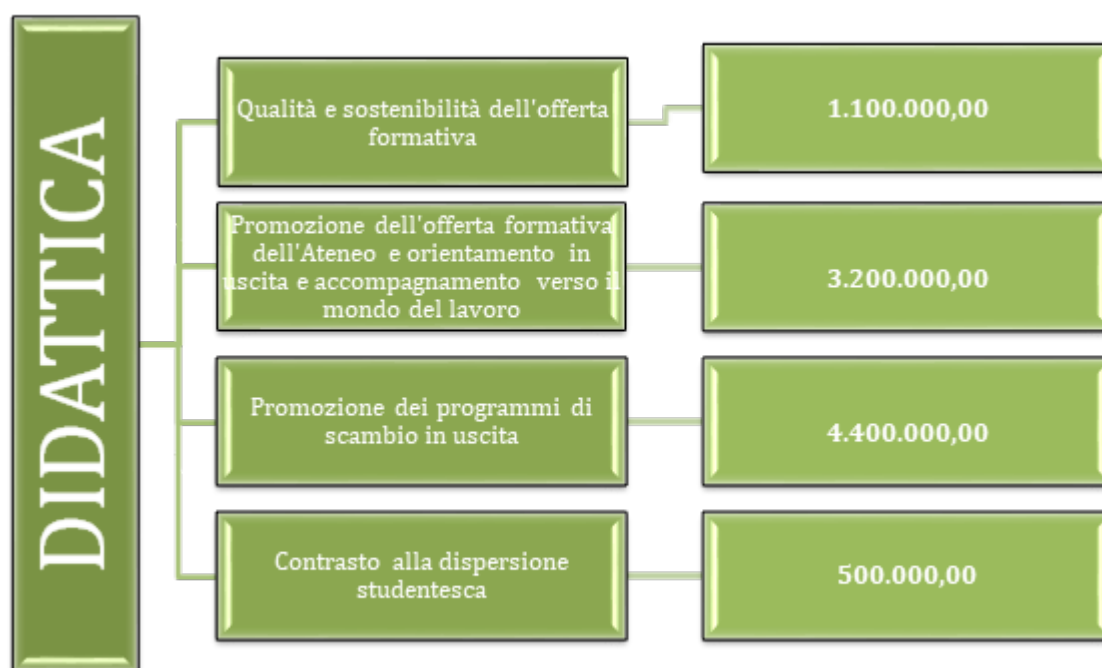 DIDATTICA
Qualità e sostenibilità dell'offerta
formativa
1.100.000,00
Promozione dell'offerta formativa
dell'Ateneo e orientamento in
uscita e accompagnamento verso il
mondo del lavoro
3.200.000,00
Promozione dei programmi di
scambio in uscita
4.400.000,00
Contrasto alla dispersione
studentesca
500.000,00